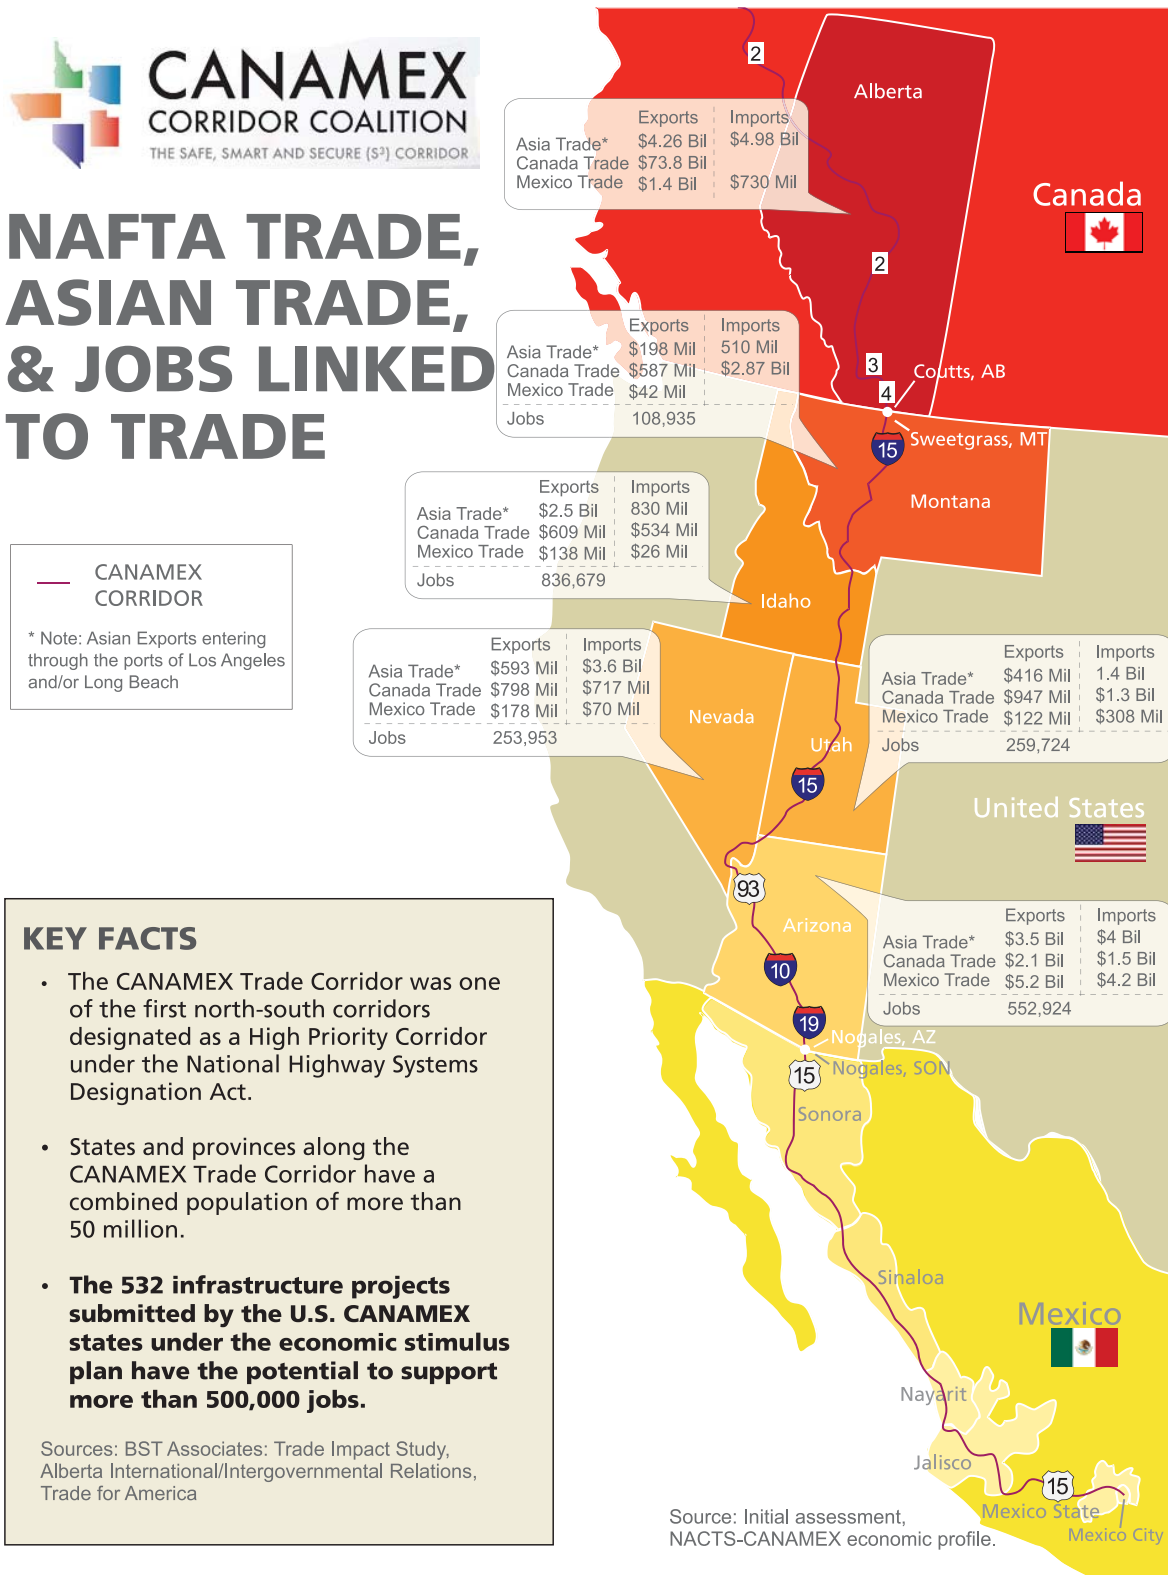 CANAMEX
CORRIDOR COALITION
THE SAFE, SMART AND SECURE (S³) CORRIDOR
NAFTA TRADE,
ASIAN TRADE,
& JOBS LINKED
TO TRADE
CANAMEX
CORRIDOR
* Note: Asian Exports entering
through the ports of Los Angeles
and/or Long Beach
2
Alberta
Exports Imports
Asia Trade* $4.26 Bil $4.98 Bil
Canada Trade $73.8 Bil
Mexico Trade $1.4 Bil $730 Mil
Canada
2
3
4
Coutts, AB
Sweetgrass, MT
Exports Imports
Asia Trade* $198 Mil 510 Mil
Canada Trade $587 Mil $2.87 Bil
Mexico Trade $42 Mil
Jobs 108,935
15
Montana
Exports Imports
Asia Trade* $2.5 Bil 830 Mil
Canada Trade $609 Mil $534 Mil
Mexico Trade $138 Mil $26 Mil
Jobs 836,679
Idaho
Exports Imports
Asia Trade* $593 Mil $3.6 Bil
Canada Trade $798 Mil $717 Mil
Mexico Trade $178 Mil $70 Mil
Jobs 253,953
Nevada
Utah
Exports Imports
Asia Trade* $416 Mil 1.4 Bil
Canada Trade $947 Mil $1.3 Bil
Mexico Trade $122 Mil $308 Mil
Jobs 259,724
15
United States
93
Arizona
Exports Imports
Asia Trade* $3.5 Bil $4 Bil
Canada Trade $2.1 Bil $1.5 Bil
Mexico Trade $5.2 Bil $4.2 Bil
Jobs 552,924
10
19
Nogales, AZ
Nogales, SON
15
Sonora
Sinaloa
Mexico
Nayarit
Jalisco
15
Mexico State
Mexico City
KEY FACTS
• The CANAMEX Trade Corridor was one
of the first north-south corridors
designated as a High Priority Corridor
under the National Highway Systems
Designation Act.
• States and provinces along the
CANAMEX Trade Corridor have a
combined population of more than
50 million.
• The 532 infrastructure projects
submitted by the U.S. CANAMEX
states under the economic stimulus
plan have the potential to support
more than 500,000 jobs.
Sources: BST Associates: Trade Impact Study,
Alberta International/Intergovernmental Relations,
Trade for America
Source: Initial assessment,
NACTS-CANAMEX economic profile.